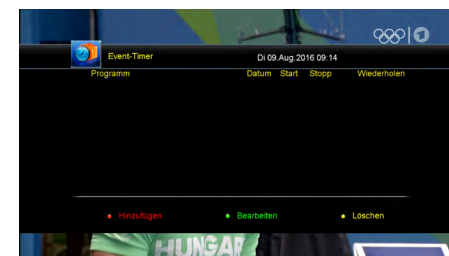 Event-Timer
Di 09.Aug.2016 09:14
Programm Datum Start Stopp Wiederholen
Hinzufügen Bearbeiten Löschen
HUNGAR